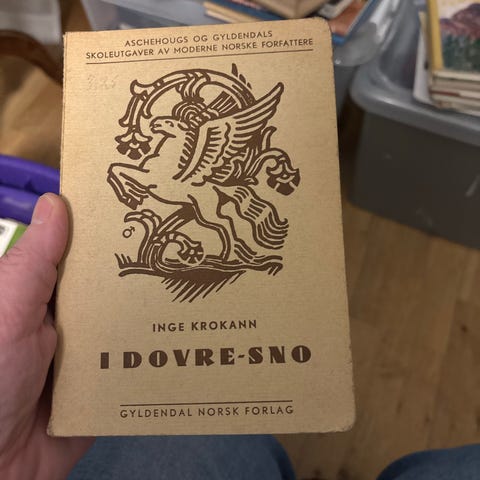 ASCHEHOUGS OG GYLDENDALS
SKOLEUTGAVER AV MODERNE NORSKE FORFATTERE
INGE KROKANN
I DOVRE-SNO
GYLDENDAL NORSK FORLAG